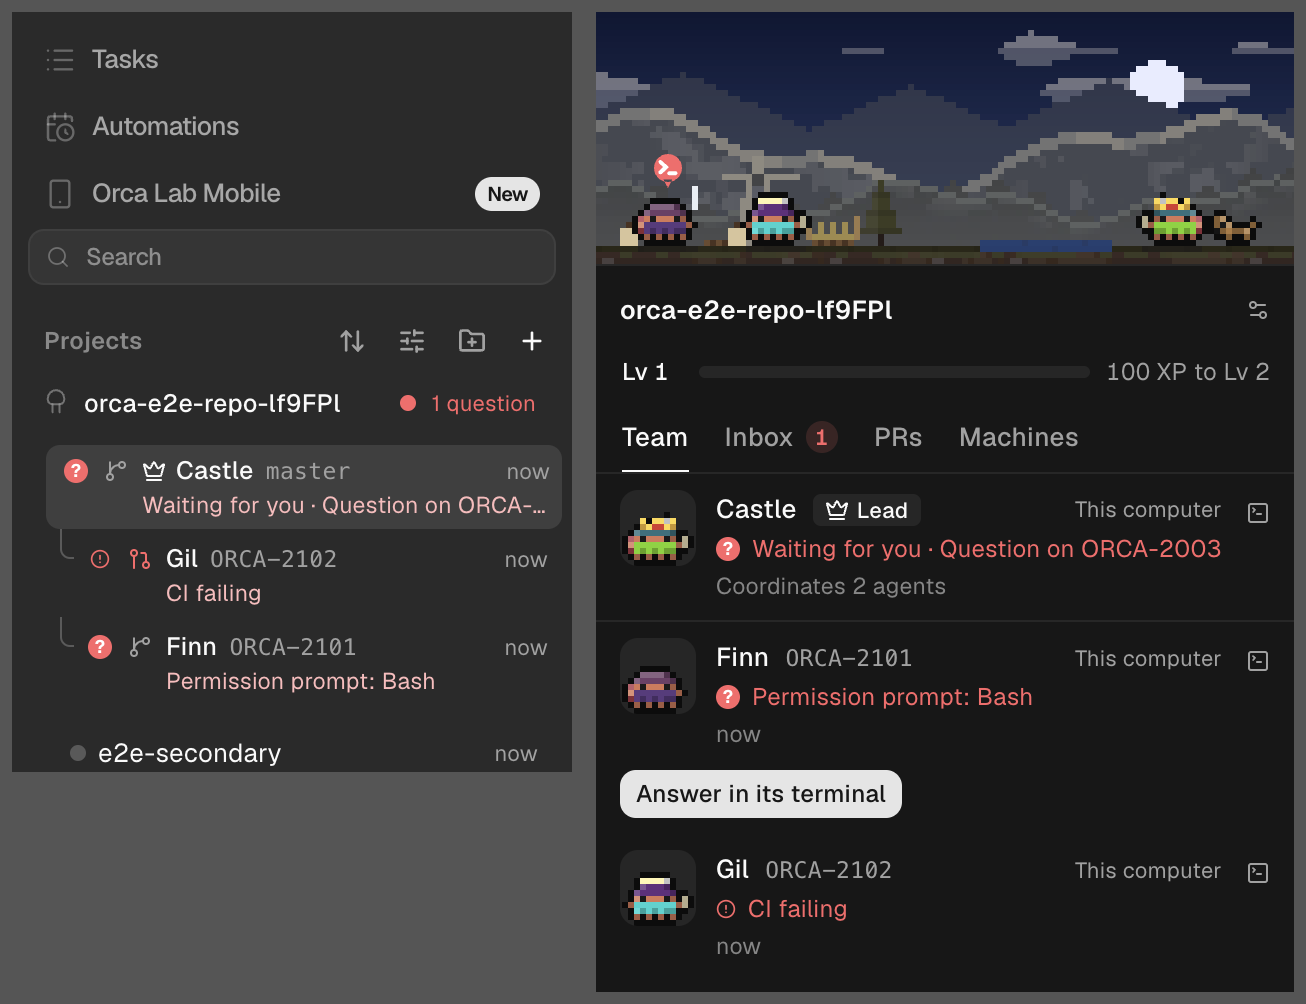 Tasks
Automations
Orca Lab Mobile New
Search
Projects
orca-e2e-repo-lf9FPl 1 question
? Castle master now
Waiting for you · Question on ORCA-...
Gil ORCA-2102 now
CI failing
? Finn ORCA-2101 now
Permission prompt: Bash
e2e-secondary now
orca-e2e-repo-lf9FPl
Lv 1 100 XP to Lv 2
Team Inbox 1 PRs Machines
Castle Lead This computer
? Waiting for you · Question on ORCA-2003
Coordinates 2 agents
Finn ORCA-2101 This computer
? Permission prompt: Bash
now
Answer in its terminal
Gil ORCA-2102 This computer
CI failing
now